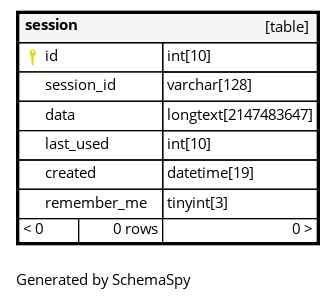 session [table]
id int[10]
session_id varchar[128]
data longtext[2147483647]
last_used int[10]
created datetime[19]
remember_me tinyint[3]
< 0 0 rows 0 >
Generated by SchemaSpy